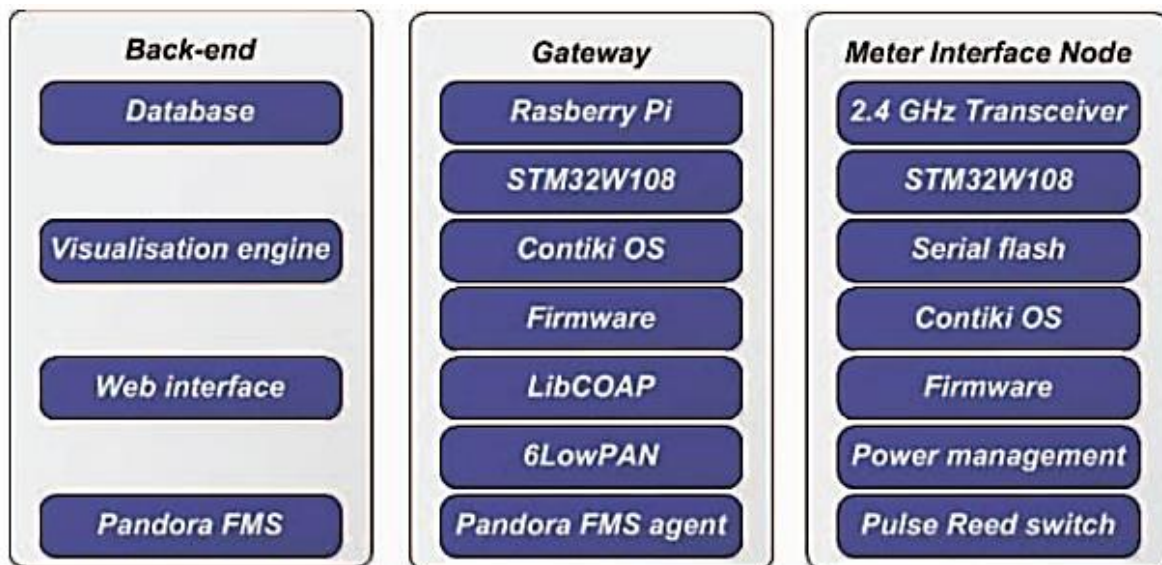 Back-end
Database
Visualisation engine
Web interface
Pandora FMS
Gateway
Rasberry Pi
STM32W108
Contiki OS
Firmware
LibCOAP
6LowPAN
Pandora FMS agent
Meter Interface Node
2.4 GHz Transceiver
STM32W108
Serial flash
Contiki OS
Firmware
Power management
Pulse Reed switch